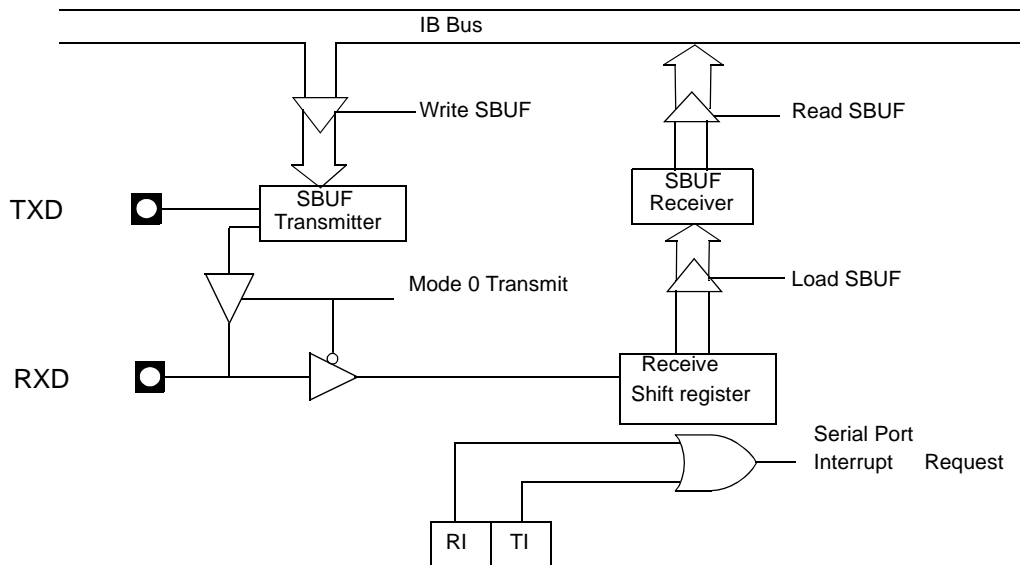 IB Bus
Write SBUF
Read SBUF
TXD
SBUF
Transmitter
SBUF
Receiver
Mode 0 Transmit
Load SBUF
RXD
Receive
Shift register
Serial Port
Interrupt Request
RI
TI